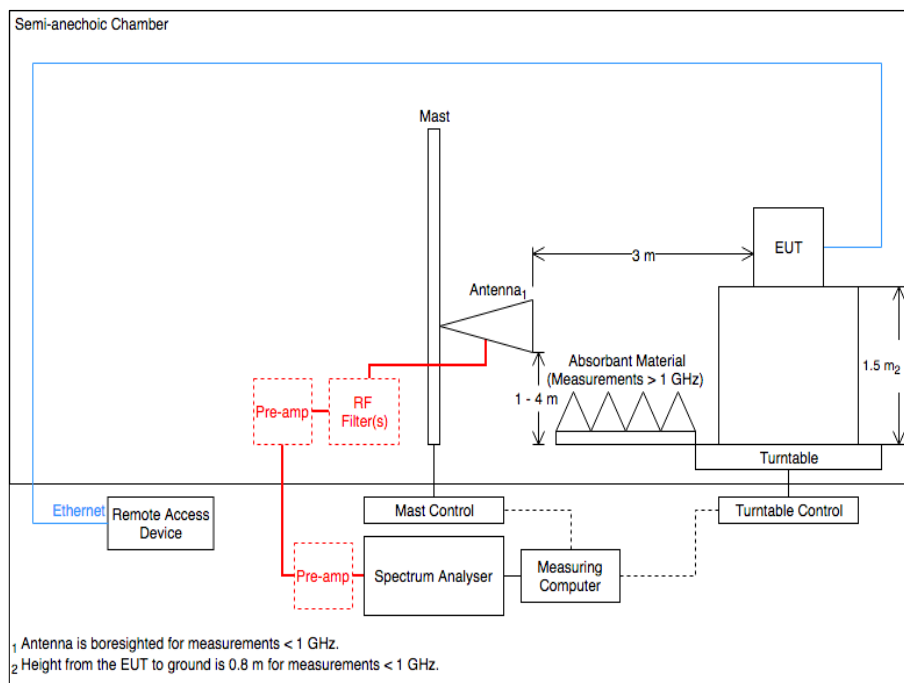 Semi-anechoic Chamber
Mast
EUT
3 m
Antenna1
Absorbant Material
(Measurements > 1 GHz)
1.5 m2
1 - 4 m
Pre-amp
RF
Filter(s)
Turntable
Ethernet
Remote Access
Device
Mast Control
Turntable Control
Pre-amp
Spectrum Analyser
Measuring
Computer
1 Antenna is boresighted for measurements < 1 GHz.
2 Height from the EUT to ground is 0.8 m for measurements < 1 GHz.